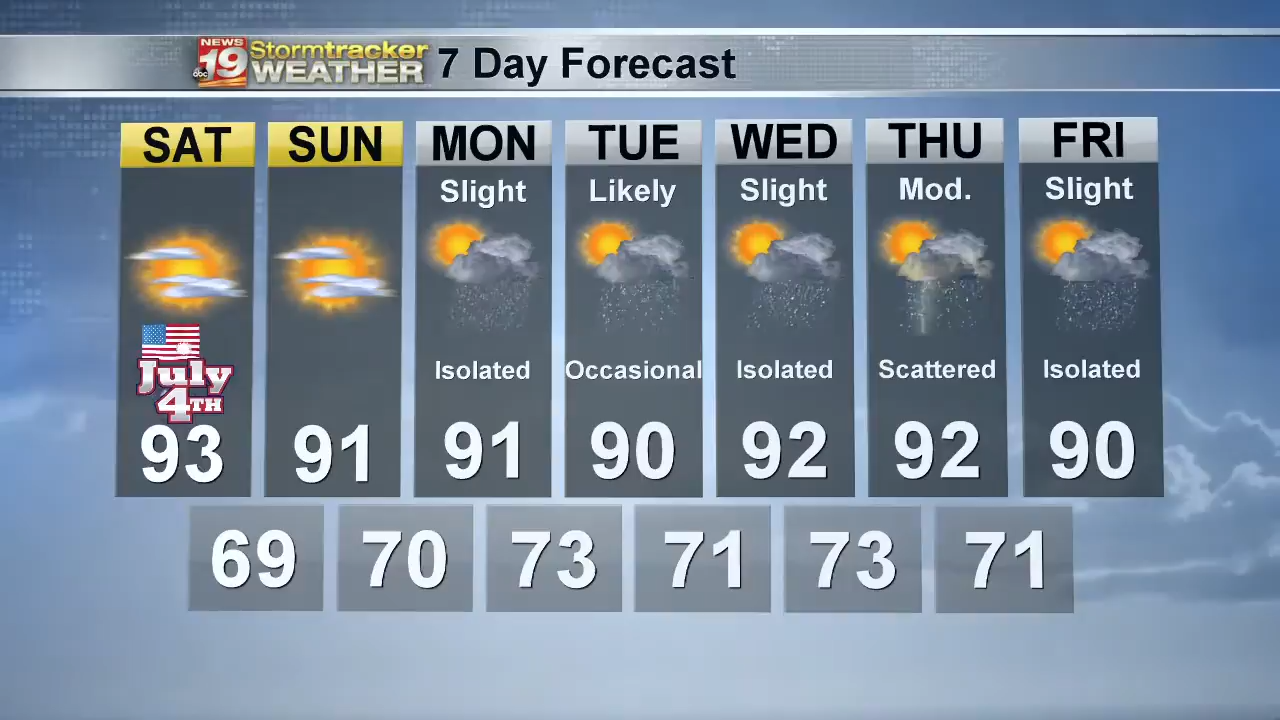 NEWS
abc 19
Stormtracker
WEATHER
7 Day Forecast
SAT SUN MON TUE WED THU FRI
Slight Likely Slight Mod. Slight
July
4TH
Isolated Occasional Isolated Scattered Isolated
93 91 91 90 92 92 90
69 70 73 71 73 71